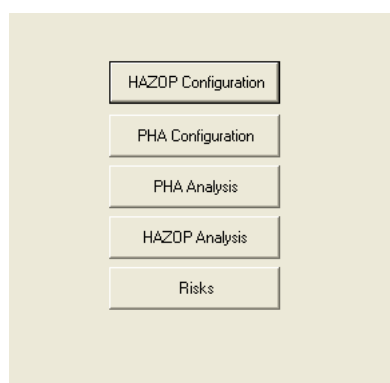 HAZOP Configuration
PHA Configuration
PHA Analysis
HAZOP Analysis
Risks